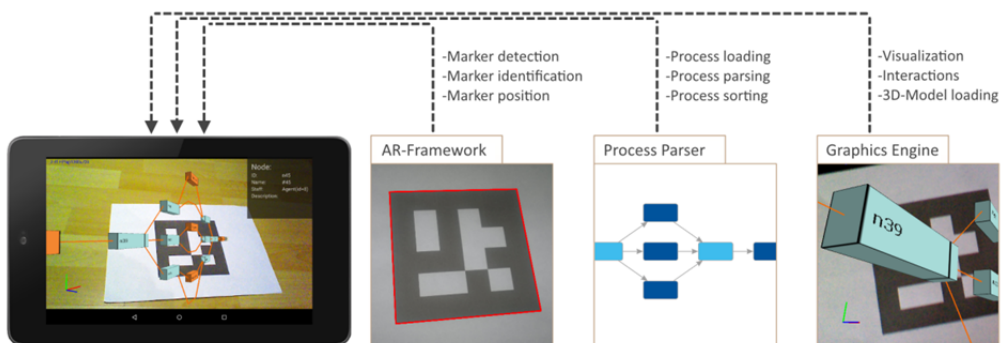 -Marker detection
-Marker identification
-Marker position
-Process loading
-Process parsing
-Process sorting
-Visualization
-Interactions
-3D-Model loading
AR-Framework
Process Parser
Graphics Engine
Node:
ID
Name
Staff
Description
n39